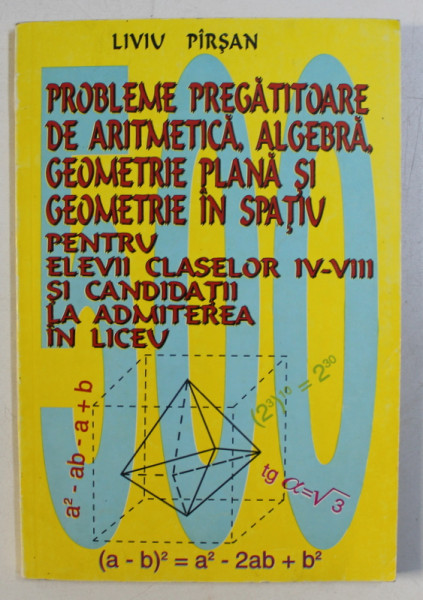 LIVIU PÎRȘAN
500
PROBLEME PREGĂTITOARE
DE ARITMETICĂ, ALGEBRĂ,
GEOMETRIE PLANĂ ȘI
GEOMETRIE ÎN SPAȚIU
PENTRU
ELEVII CLASELOR IV-VIII
ȘI CANDIDAȚII
LA ADMITEREA
ÎN LICEU
(2³)¹⁰ = 2³⁰
a² - ab - a + b
tg α=√3
(a - b)² = a² - 2ab + b²